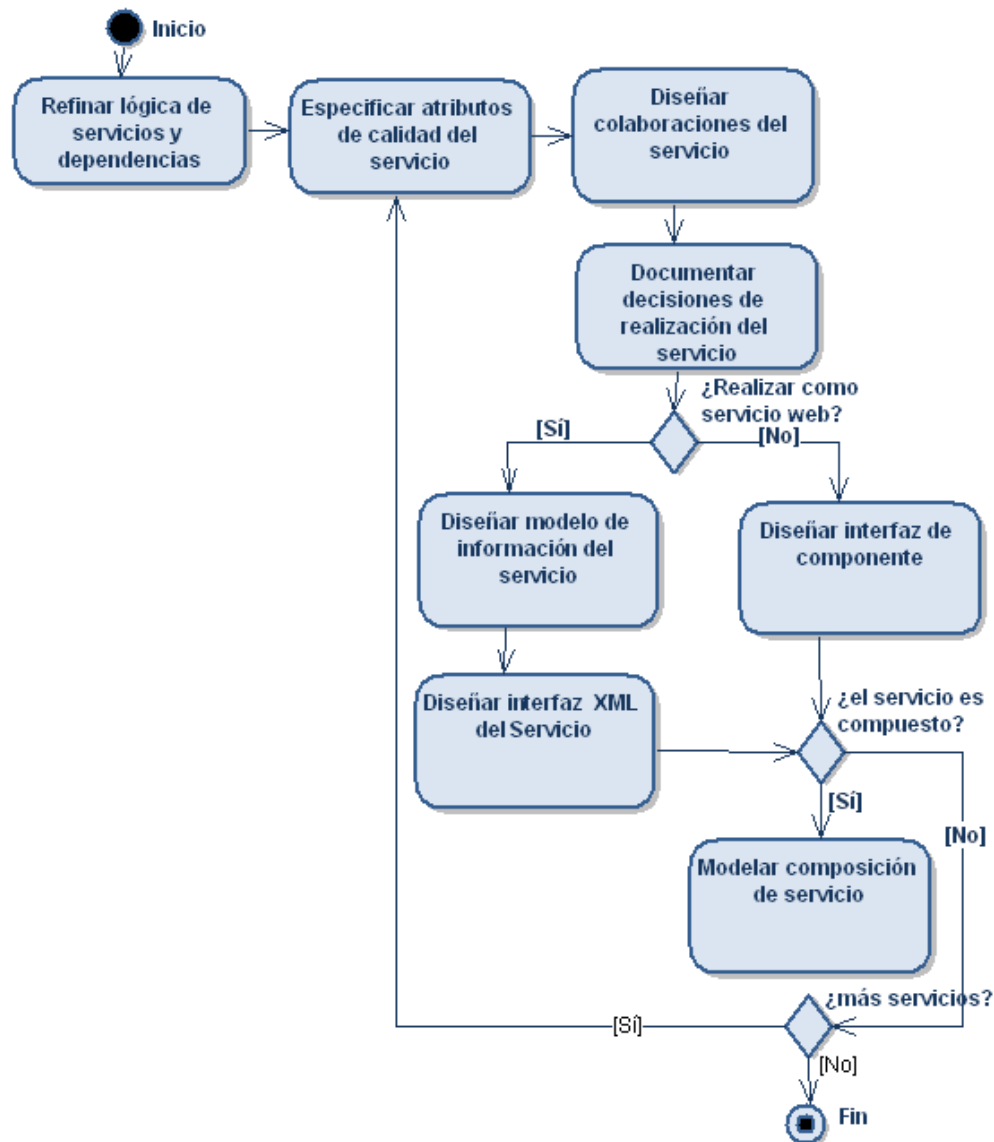 Inicio
Refinar lógica de
servicios y
dependencias
Especificar atributos
de calidad del
servicio
Diseñar
colaboraciones del
servicio
Documentar
decisiones de
realización del
servicio
¿Realizar como
servicio web?
[Sí]
[No]
Diseñar modelo de
información del
servicio
Diseñar interfaz de
componente
Diseñar interfaz XML
del Servicio
¿el servicio es
compuesto?
[Sí]
[No]
Modelar composición
de servicio
¿más servicios?
[Sí]
[No]
Fin